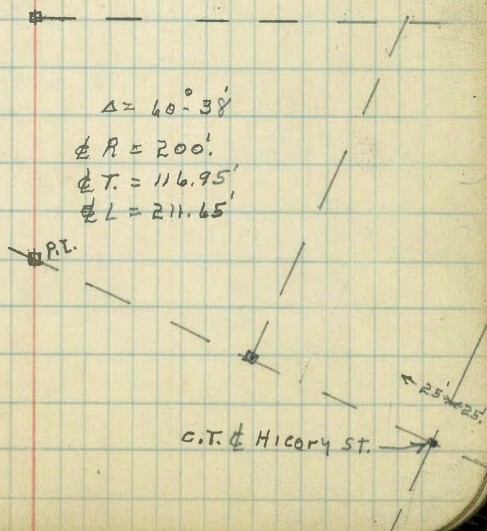 Δ = 60°-38'
℄ R = 200.'
℄ T. = 116.95'
℄ L = 211.65'
P.I.
25' 25'
C.T. ℄ Hicory St.